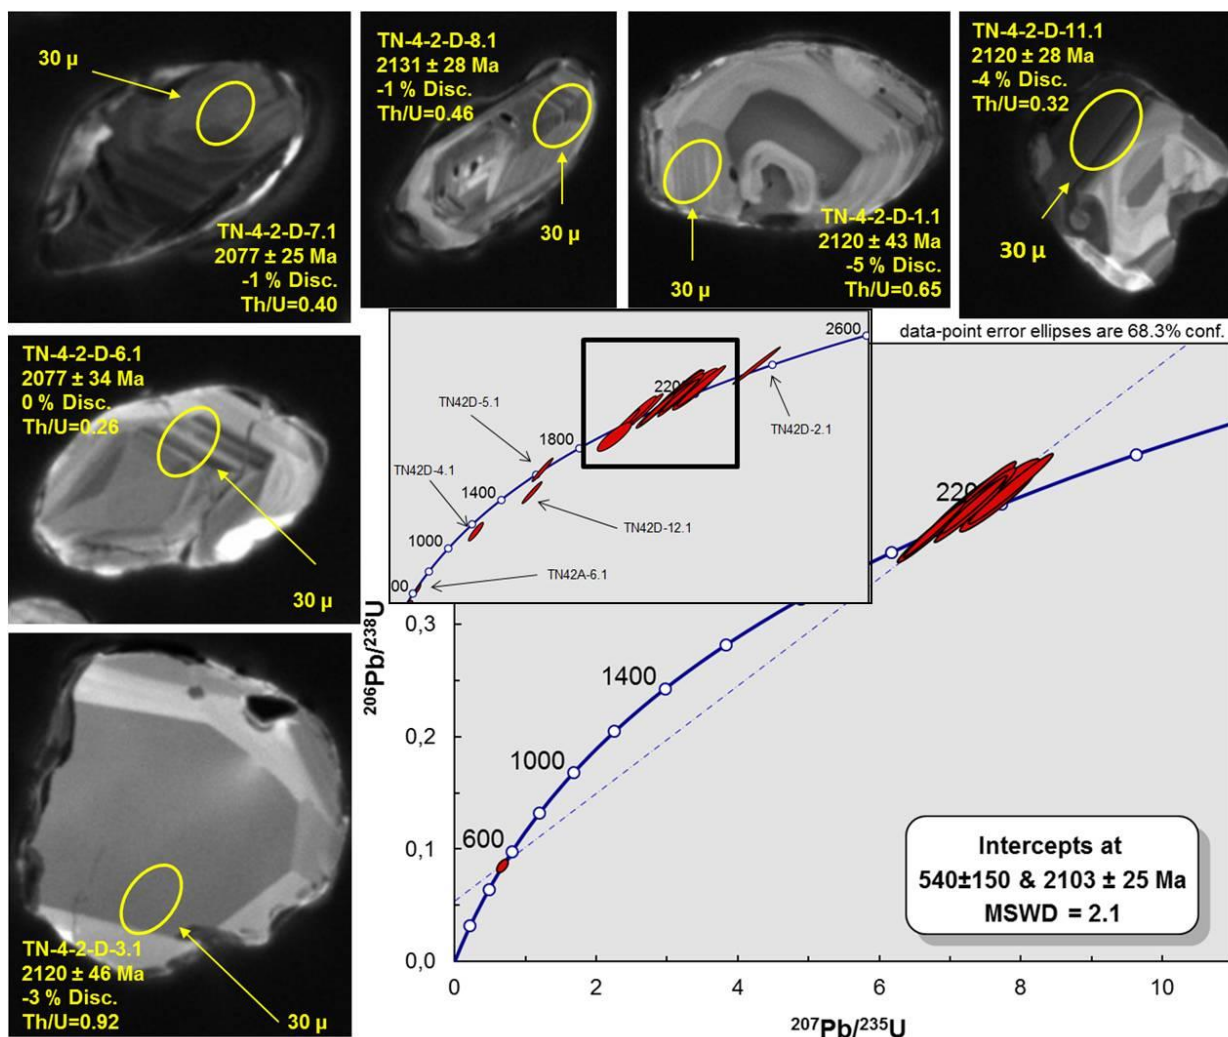 30 µ
TN-4-2-D-7.1
2077 ± 25 Ma
-1 % Disc.
Th/U=0.40
TN-4-2-D-8.1
2131 ± 28 Ma
-1 % Disc.
Th/U=0.46
30 µ
TN-4-2-D-1.1
2120 ± 43 Ma
-5 % Disc.
Th/U=0.65
30 µ
TN-4-2-D-11.1
2120 ± 28 Ma
-4 % Disc.
Th/U=0.32
30 µ
TN-4-2-D-6.1
2077 ± 34 Ma
0 % Disc.
Th/U=0.26
30 µ
TN-4-2-D-3.1
2120 ± 46 Ma
-3 % Disc.
Th/U=0.92
30 µ
data-point error ellipses are 68.3% conf.
2600
220
TN42D-2.1
TN42D-5.1
1800
TN42D-4.1
1400
TN42D-12.1
1000
TN42A-6.1
00
220
1400
1000
600
0,3
0,2
0,1
0,0
0 2 4 6 8 10
206Pb/238U
207Pb/235U
Intercepts at
540±150 & 2103 ± 25 Ma
MSWD = 2.1